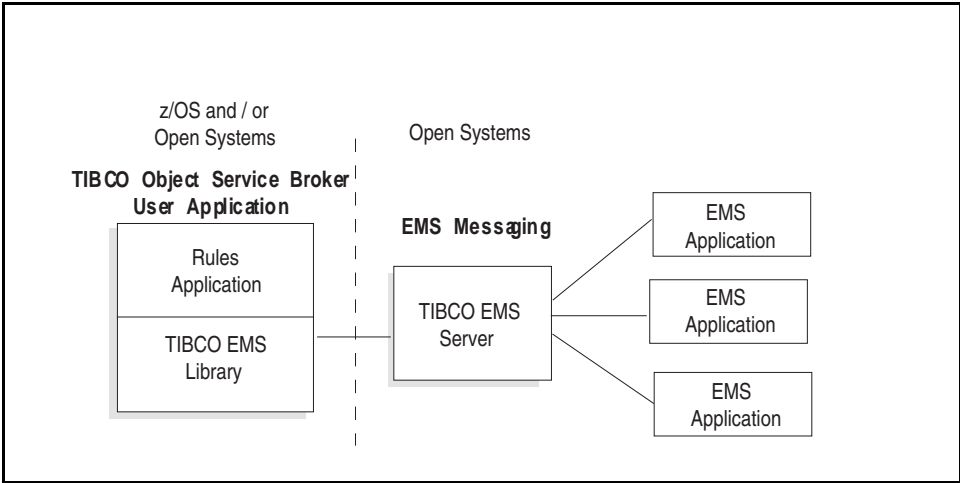 z/OS and / or
Open Systems
Open Systems
TIBCO Object Service Broker
User Application
EMS Messaging
Rules
Application
TIBCO EMS
Library
TIBCO EMS
Server
EMS
Application
EMS
Application
EMS
Application